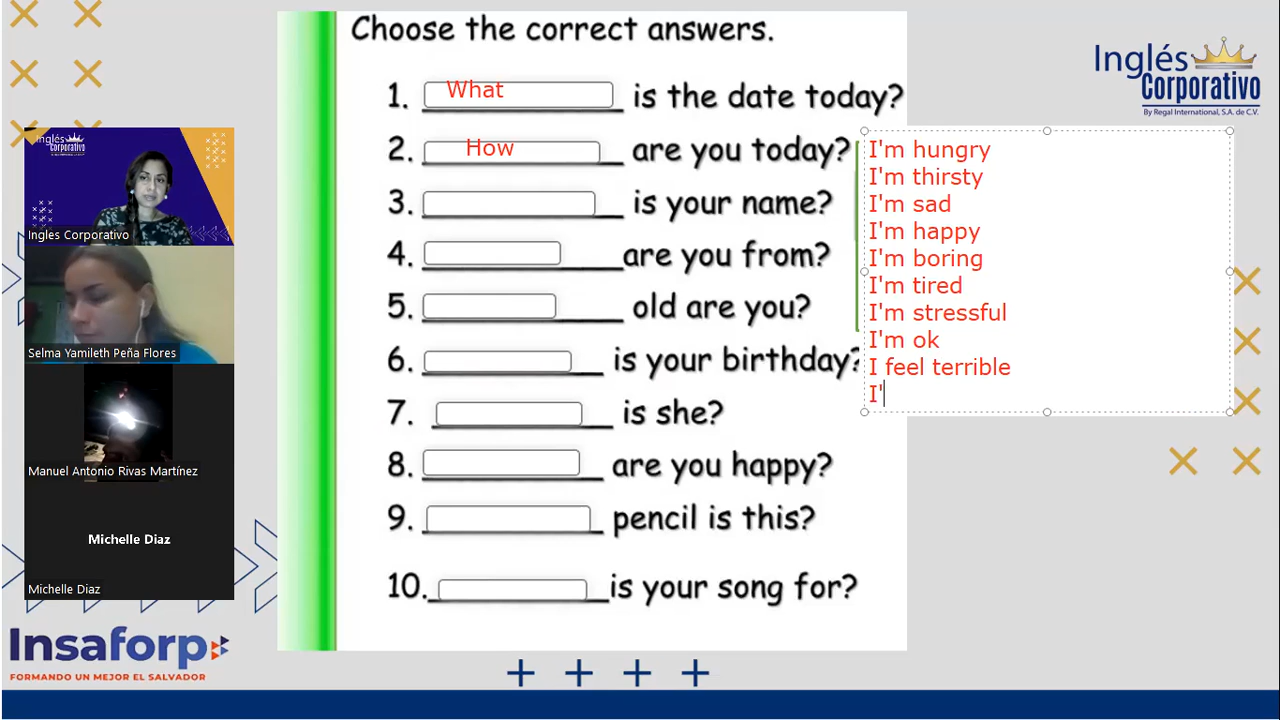 Choose the correct answers.
1. What is the date today?
2. How are you today?
3. is your name?
4. are you from?
5. old are you?
6. is your birthday?
7. is she?
8. are you happy?
9. pencil is this?
10. is your song for?
I'm hungry
I'm thirsty
I'm sad
I'm happy
I'm boring
I'm tired
I'm stressful
I'm ok
I feel terrible
I'
Inglés
Corporativo
By Regal International, S.A. de C.V.
Inglés
Corporativo
Ingles Corporativo
Selma Yamileth Peña Flores
Manuel Antonio Rivas Martínez
Michelle Diaz
Michelle Diaz
Insaforp
FORMANDO UN MEJOR EL SALVADOR